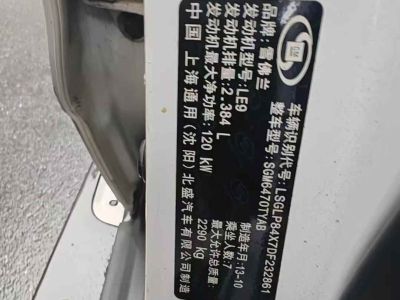 品牌:雪佛兰
发动机型号:LE9
发动机排量:2.384 L
发动机最大净功率:120 kW
中国 上海通用(沈阳)北盛汽车有限公司制造
车辆识别代号:LSGLP84X7DF232861
整车型号:SGM6470TYAB
制造年月:13-10
乘坐人数:7
最大允许总质量:
2290 kg